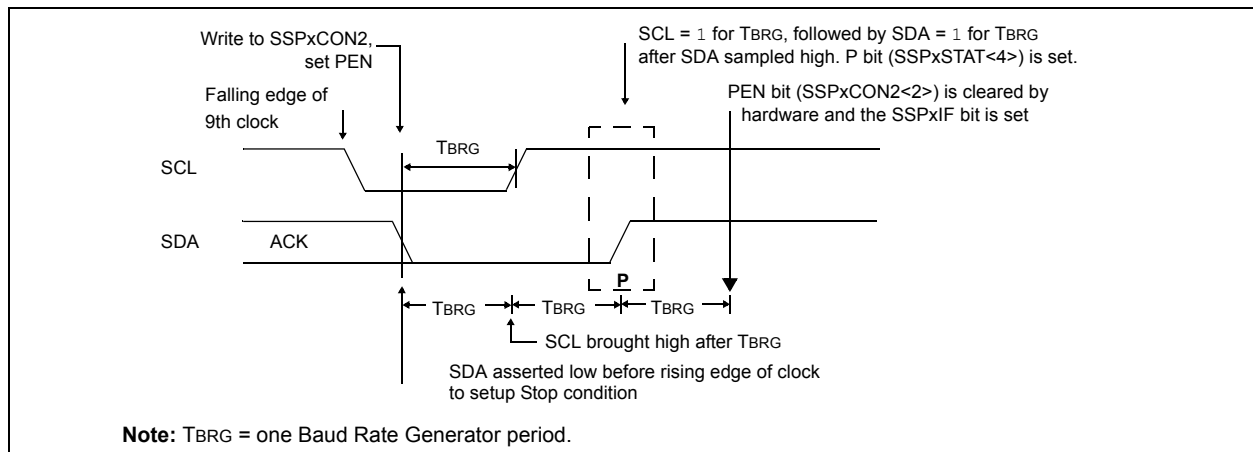 Write to SSPxCON2,
set PEN
SCL = 1 for TBRG, followed by SDA = 1 for TBRG
after SDA sampled high. P bit (SSPxSTAT<4>) is set.
PEN bit (SSPxCON2<2>) is cleared by
hardware and the SSPxIF bit is set
Falling edge of
9th clock
TBRG
SCL
SDA
ACK
P
TBRG
TBRG
TBRG
SCL brought high after TBRG
SDA asserted low before rising edge of clock
to setup Stop condition
Note: TBRG = one Baud Rate Generator period.